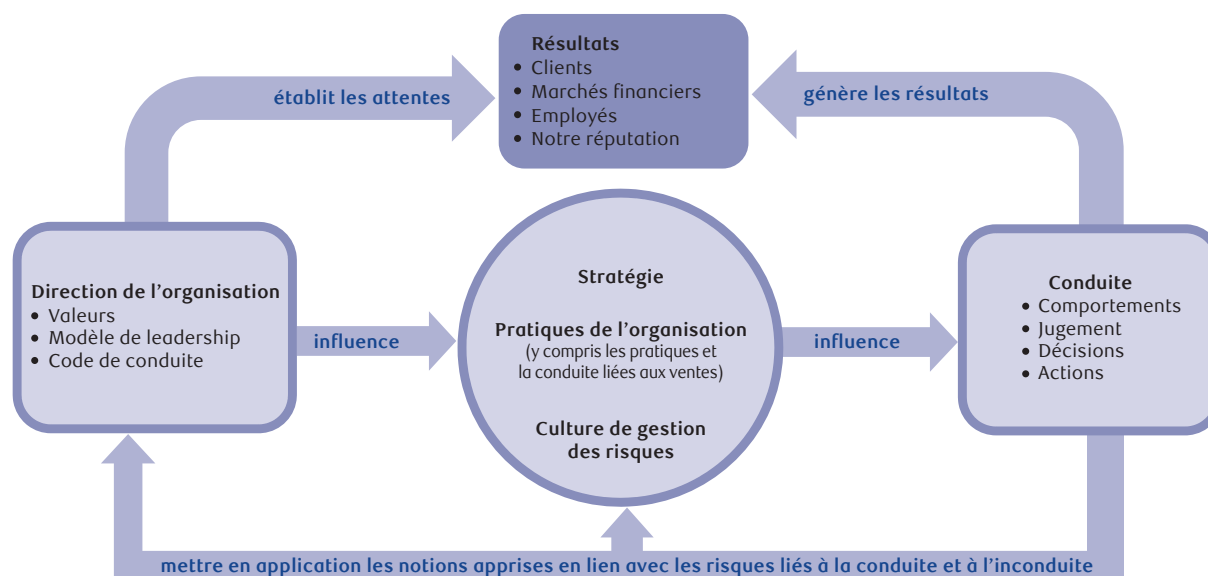 Résultats
• Clients
• Marchés financiers
• Employés
• Notre réputation
établit les attentes
génère les résultats
Direction de l'organisation
• Valeurs
• Modèle de leadership
• Code de conduite
influence
Stratégie
Pratiques de l'organisation
(y compris les pratiques et
la conduite liées aux ventes)
Culture de gestion
des risques
influence
Conduite
• Comportements
• Jugement
• Décisions
• Actions
mettre en application les notions apprises en lien avec les risques liés à la conduite et à l'inconduite